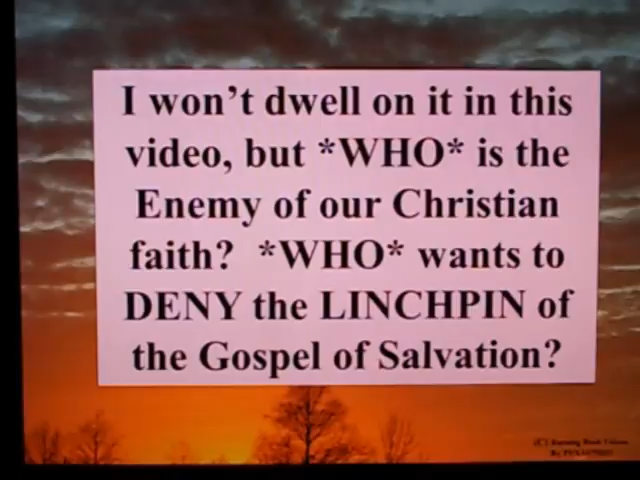 I won't dwell on it in this
video, but *WHO* is the
Enemy of our Christian
faith?  *WHO* wants to
DENY the LINCHPIN of
the Gospel of Salvation?